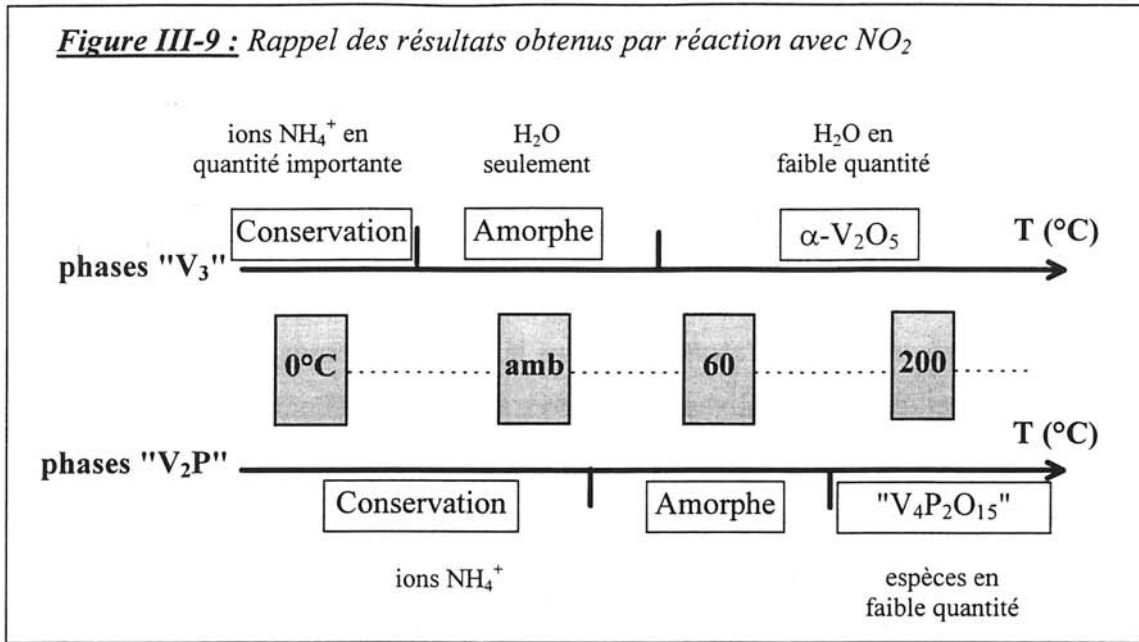 Figure III-9 : Rappel des résultats obtenus par réaction avec NO₂
ions NH₄⁺ en
quantité importante
H₂O
seulement
H₂O en
faible quantité
Conservation
Amorphe
α-V₂O₅
T (°C)
phases "V₃"
0°C
amb
60
200
T (°C)
phases "V₂P"
Conservation
Amorphe
"V₄P₂O₁₅"
ions NH₄⁺
espèces en
faible quantité